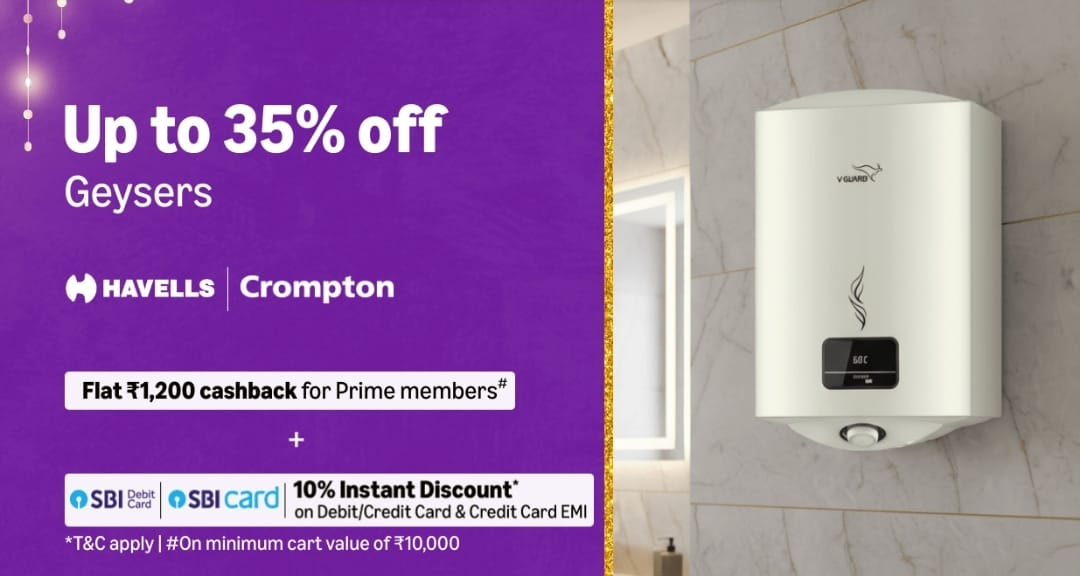 Up to 35% off
Geysers
HAVELLS | Crompton
Flat ₹1,200 cashback for Prime members#
+
SBI Debit Card | SBI card | 10% Instant Discount*
on Debit/Credit Card & Credit Card EMI
*T&C apply | #On minimum cart value of ₹10,000
V-GUARD